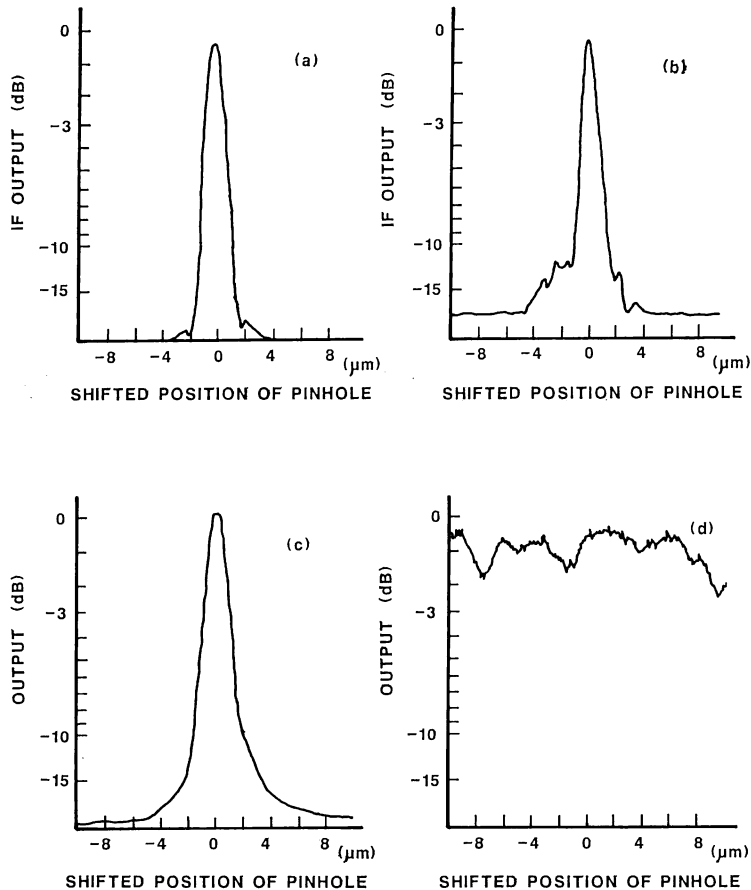 0
(a)
-3
-10
-15
IF OUTPUT (dB)
-8 -4 0 4 8
(μm)
SHIFTED POSITION OF PINHOLE
0
(b)
-3
-10
-15
IF OUTPUT (dB)
-8 -4 0 4 8
(μm)
SHIFTED POSITION OF PINHOLE
0
(c)
-3
-10
-15
OUTPUT (dB)
-8 -4 0 4 8
(μm)
SHIFTED POSITION OF PINHOLE
0
(d)
-3
-10
-15
OUTPUT (dB)
-8 -4 0 4 8
(μm)
SHIFTED POSITION OF PINHOLE